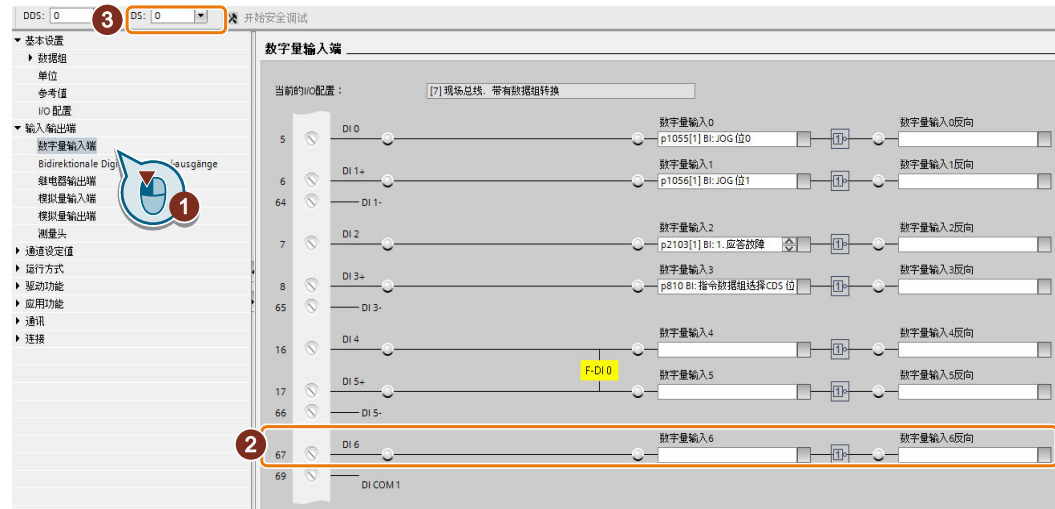 DDS: 0
3
DS: 0
开始安全调试
基本设置
数据组
单位
参考值
I/O 配置
输入/输出端
数字量输入端
Bidirektionale Digi /-ausgänge
继电器输出端
模拟量输入端
模拟量输出端
测量头
通道设定值
运行方式
驱动功能
应用功能
通讯
连接
1
数字量输入端
当前的I/O配置：
[7] 现场总线. 带有数据组转换
数字量输入0
数字量输入0反向
5
DI 0
p1055[1] BI: JOG 位0
1
数字量输入1
数字量输入1反向
6
DI 1+
p1056[1] BI: JOG 位1
1
64
DI 1-
数字量输入2
数字量输入2反向
7
DI 2
p2103[1] BI: 1. 应答故障
1
数字量输入3
数字量输入3反向
8
DI 3+
p810 BI: 指令数据组选择CDS 位
1
65
DI 3-
数字量输入4
数字量输入4反向
16
DI 4
1
F-DI 0
数字量输入5
数字量输入5反向
17
DI 5+
1
66
DI 5-
2
数字量输入6
数字量输入6反向
67
DI 6
1
69
DI COM 1